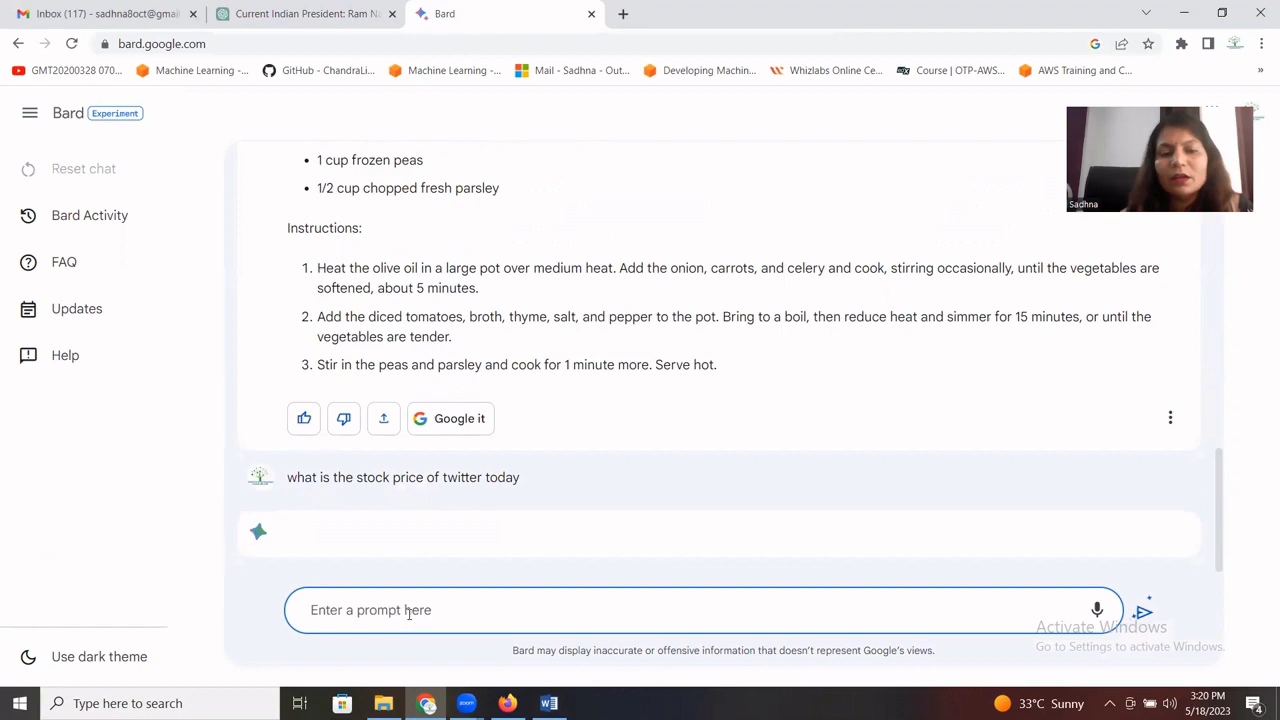 Inbox (117) - sadhna8oct@gmail
Current Indian President: Ram Na
Bard
bard.google.com
GMT20200328 070...
Machine Learning -...
GitHub - ChandraLi...
Machine Learning -...
Mail - Sadhna - Out...
Developing Machin...
Whizlabs Online Ce...
Course | OTP-AWS...
AWS Training and C...
»
Bard Experiment
Reset chat
Bard Activity
FAQ
Updates
Help
Use dark theme
Sadhna
• 1 cup frozen peas
• 1/2 cup chopped fresh parsley
Instructions:
1. Heat the olive oil in a large pot over medium heat. Add the onion, carrots, and celery and cook, stirring occasionally, until the vegetables are
softened, about 5 minutes.
2. Add the diced tomatoes, broth, thyme, salt, and pepper to the pot. Bring to a boil, then reduce heat and simmer for 15 minutes, or until the
vegetables are tender.
3. Stir in the peas and parsley and cook for 1 minute more. Serve hot.
Google it
what is the stock price of twitter today
Enter a prompt here
Bard may display inaccurate or offensive information that doesn't represent Google's views.
Activate Windows
Go to Settings to activate Windows.
Type here to search
zoom
33°C Sunny
3:20 PM
5/18/2023
4